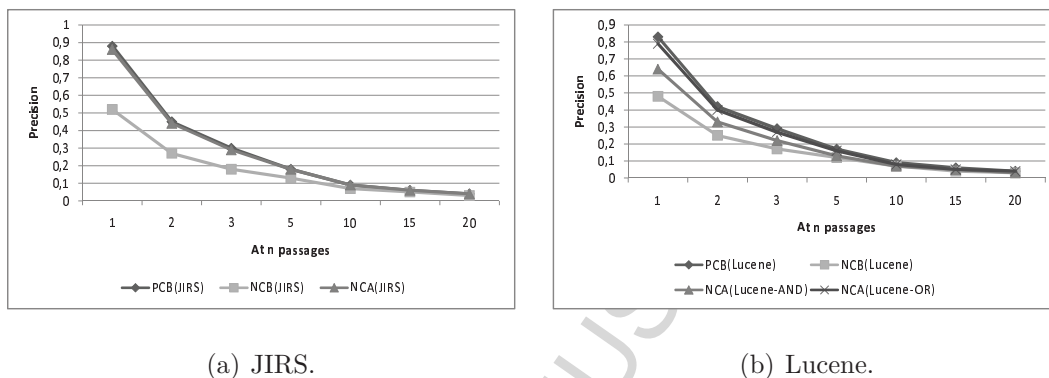 1
0,9
0,8
0,7
0,6
0,5
0,4
0,3
0,2
0,1
0
Precision
1 2 3 5 10 15 20
At n passages
PCB(JIRS) NCB(JIRS) NCA(JIRS)
(a) JIRS.
0,9
0,8
0,7
0,6
0,5
0,4
0,3
0,2
0,1
0
Precision
1 2 3 5 10 15 20
At n passages
PCB(Lucene) NCB(Lucene)
NCA(Lucene-AND) NCA(Lucene-OR)
(b) Lucene.